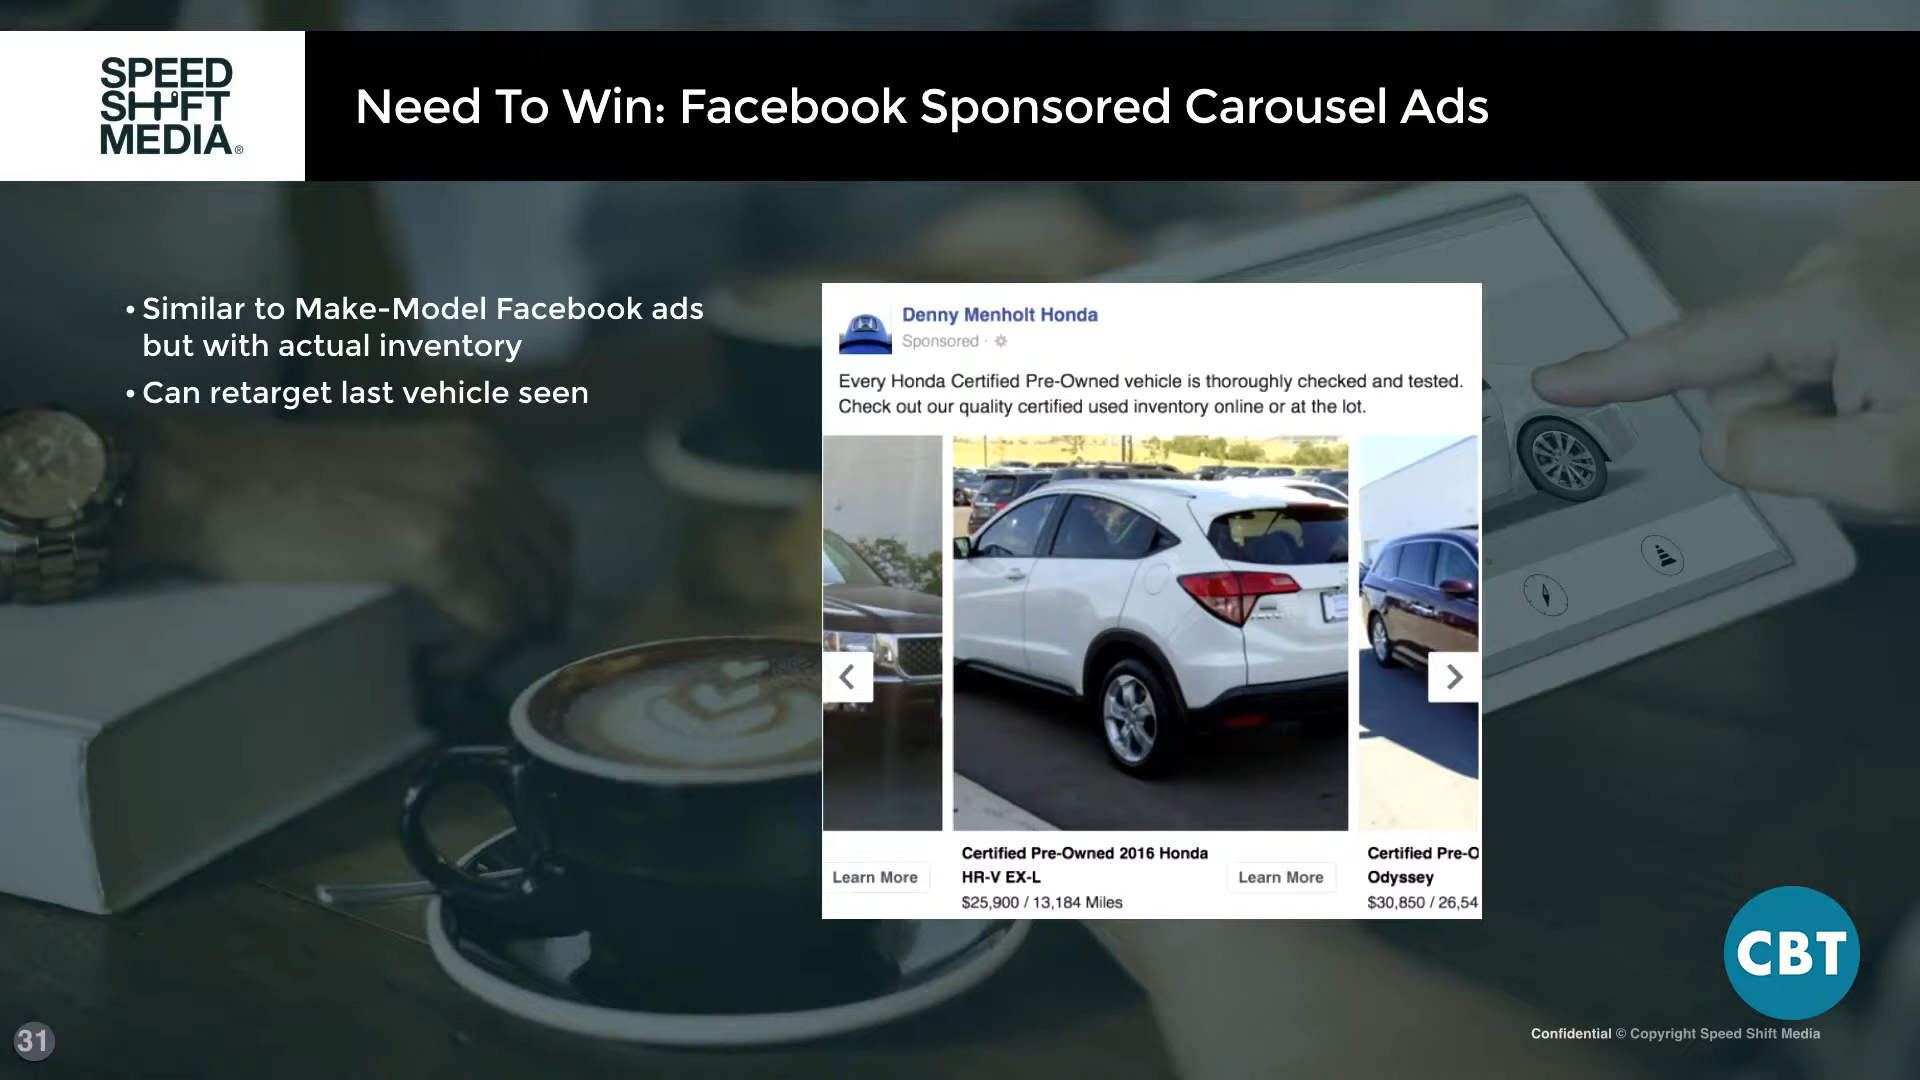 SPEED
SHIFT
MEDIA®
Need To Win: Facebook Sponsored Carousel Ads
• Similar to Make-Model Facebook ads
but with actual inventory
• Can retarget last vehicle seen
Denny Menholt Honda
Sponsored ·
Every Honda Certified Pre-Owned vehicle is thoroughly checked and tested.
Check out our quality certified used inventory online or at the lot.
Learn More
Certified Pre-Owned 2016 Honda
HR-V EX-L
$25,900 / 13,184 Miles
Learn More
Certified Pre-O
Odyssey
$30,850 / 26,54
CBT
31
Confidential © Copyright Speed Shift Media